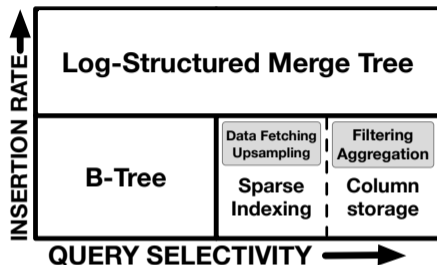 INSERTION RATE
Log-Structured Merge Tree
B-Tree
Data Fetching
Upsampling
Sparse
Indexing
Filtering
Aggregation
Column
storage
QUERY SELECTIVITY